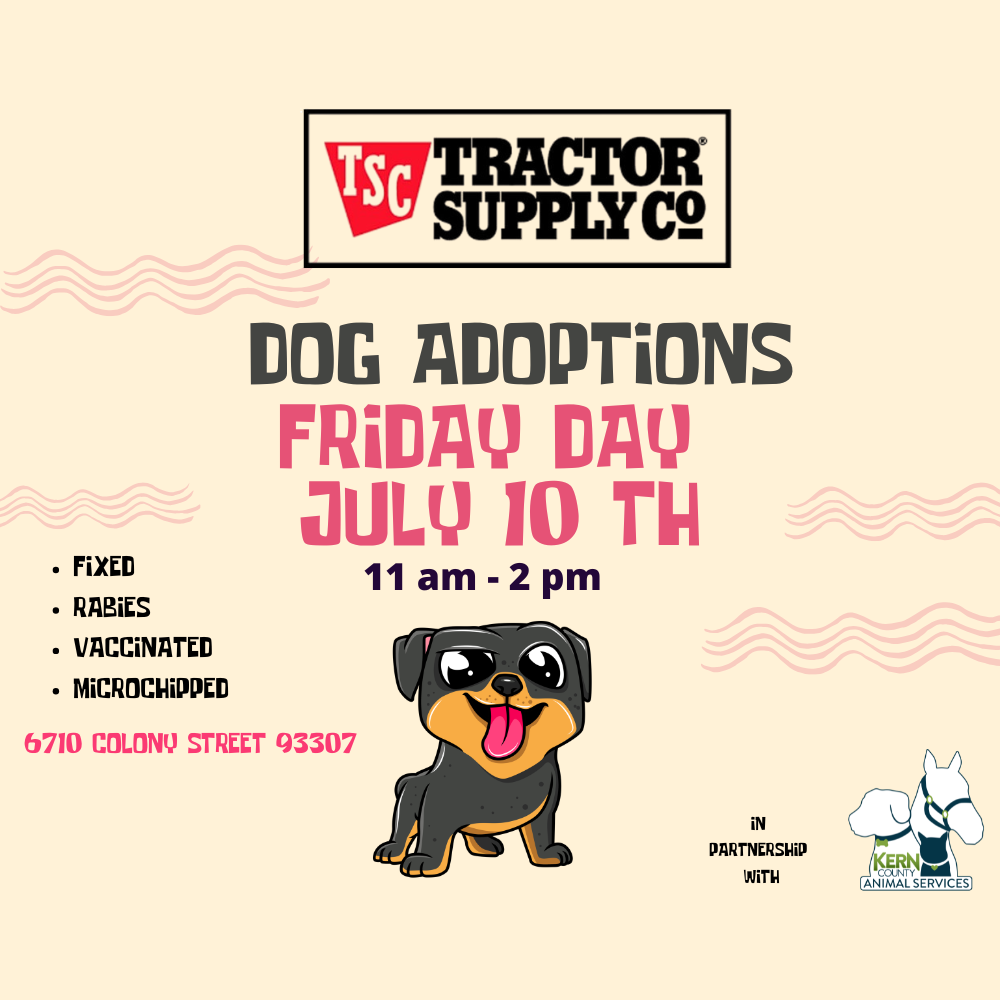 TSC TRACTOR®
SUPPLY CO
DOG ADOPTIONS
FRIDAY DAY
JULY 10 TH
11 am - 2 pm
• FIXED
• RABIES
• VACCINATED
• MICROCHIPPED
6710 COLONY STREET 93307
IN
PARTNERSHIP
WITH
KERN
COUNTY
ANIMAL SERVICES